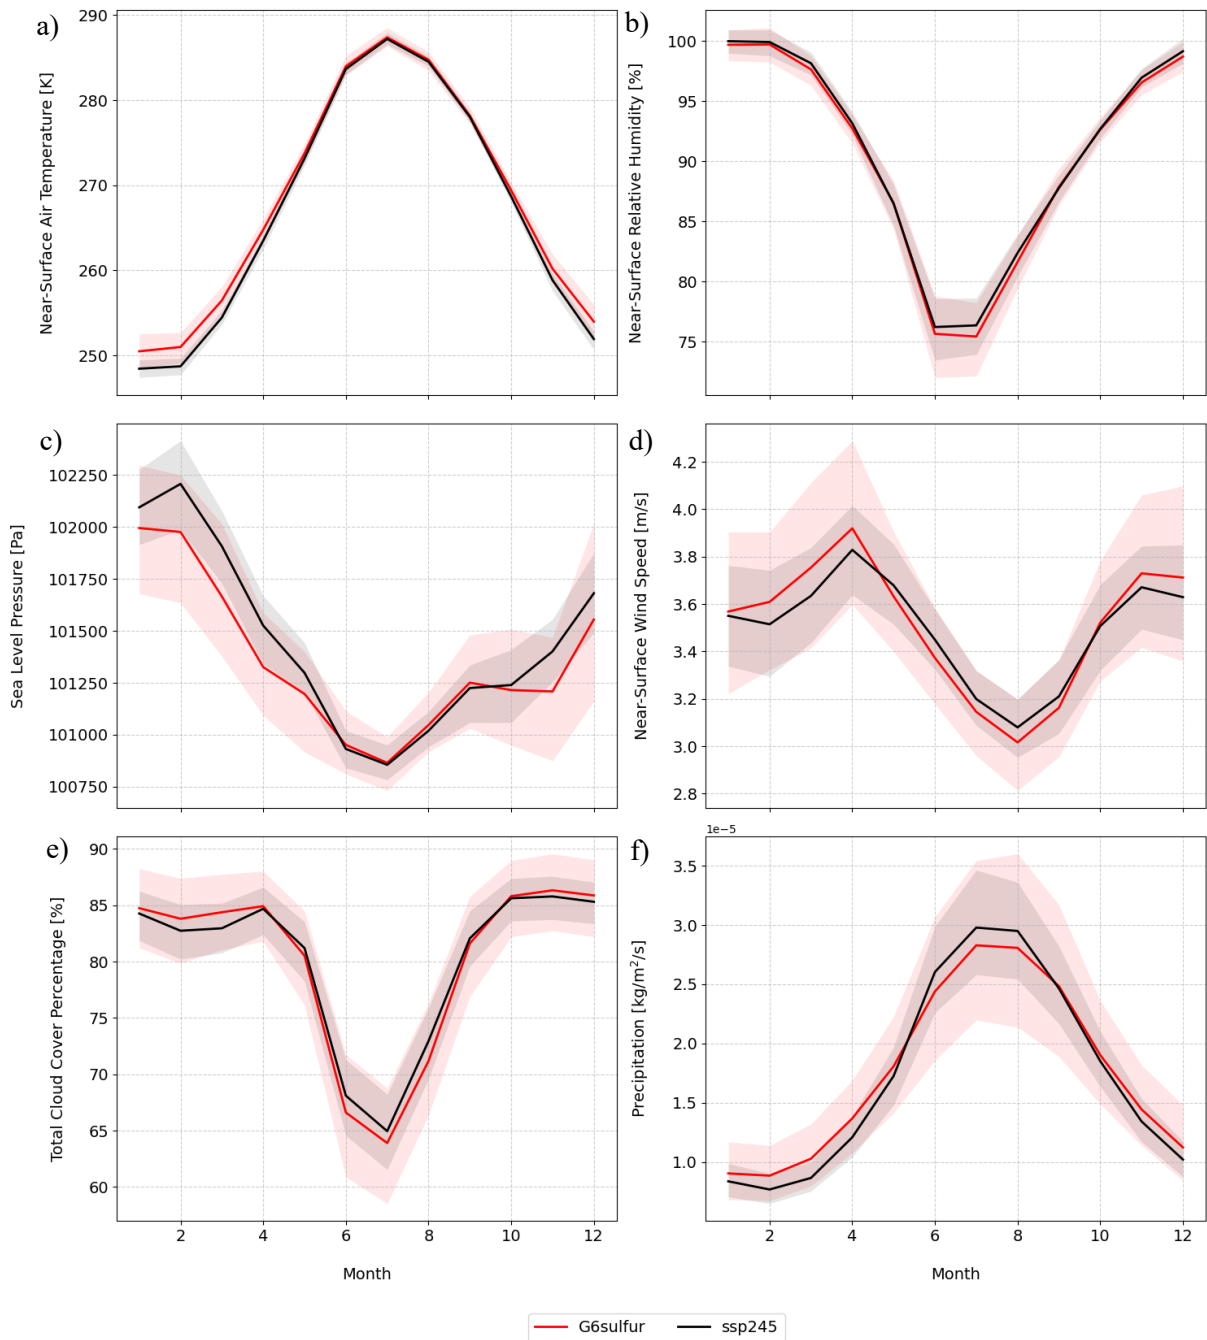 a)
Near-Surface Air Temperature [K]
290
280
270
260
250
b)
Near-Surface Relative Humidity [%]
100
95
90
85
80
75
c)
Sea Level Pressure [Pa]
102250
102000
101750
101500
101250
101000
100750
d)
Near-Surface Wind Speed [m/s]
4.2
4.0
3.8
3.6
3.4
3.2
3.0
2.8
e)
Total Cloud Cover Percentage [%]
90
85
80
75
70
65
60
2 4 6 8 10 12
Month
f)
1e−5
Precipitation [kg/m²/s]
3.5
3.0
2.5
2.0
1.5
1.0
2 4 6 8 10 12
Month
G6sulfur ssp245